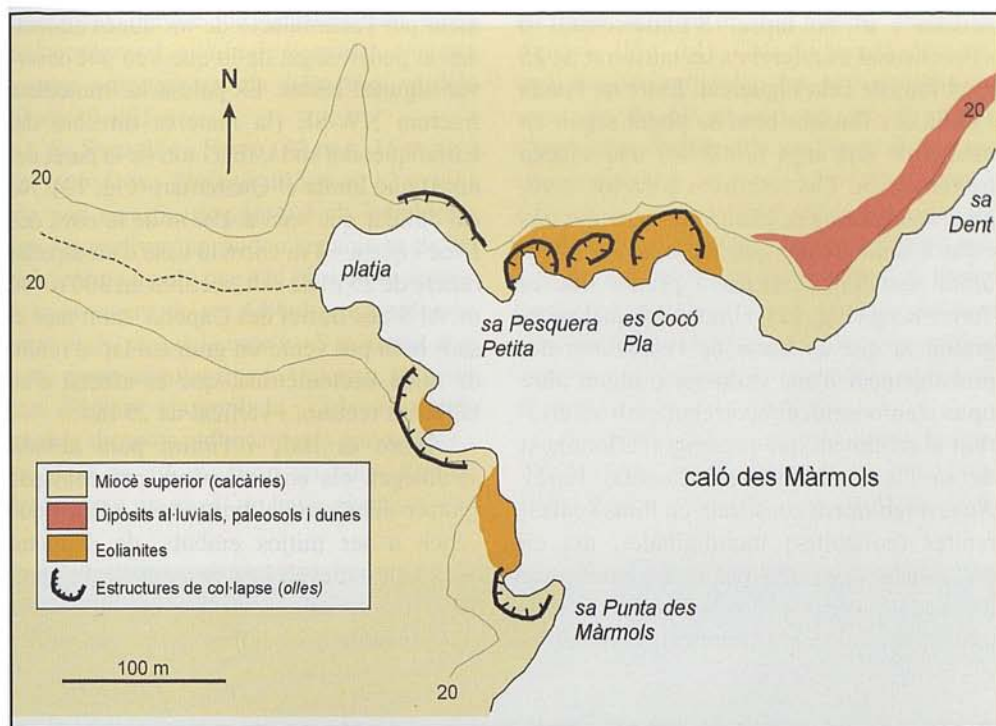 N
20
20
20
sa
Dent
platja
sa Pesquera
Petita
es Cocó
Pla
caló des Màrmols
Miocè superior (calcàries)
Dipòsits al·luvials, paleosols i dunes
Eolianites
Estructures de col·lapse (olles)
sa Punta des
Màrmols
100 m
20